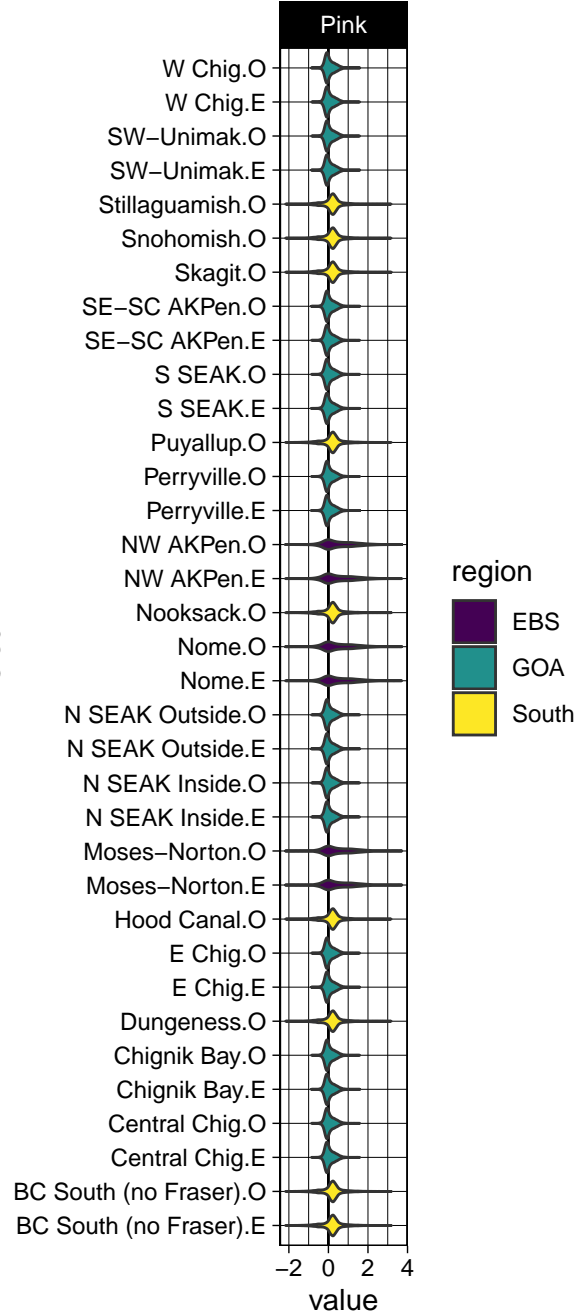 Pink
W Chig.O
W Chig.E
SW−Unimak.O
SW−Unimak.E
Stillaguamish.O
Snohomish.O
Skagit.O
SE−SC AKPen.O
SE−SC AKPen.E
S SEAK.O
S SEAK.E
Puyallup.O
Perryville.O
Perryville.E
NW AKPen.O
NW AKPen.E
Nooksack.O
Nome.O
Nome.E
N SEAK Outside.O
N SEAK Outside.E
N SEAK Inside.O
N SEAK Inside.E
Moses−Norton.O
Moses−Norton.E
Hood Canal.O
E Chig.O
E Chig.E
Dungeness.O
Chignik Bay.O
Chignik Bay.E
Central Chig.O
Central Chig.E
BC South (no Fraser).O
BC South (no Fraser).E
−2 0 2 4
value
region
EBS
GOA
South